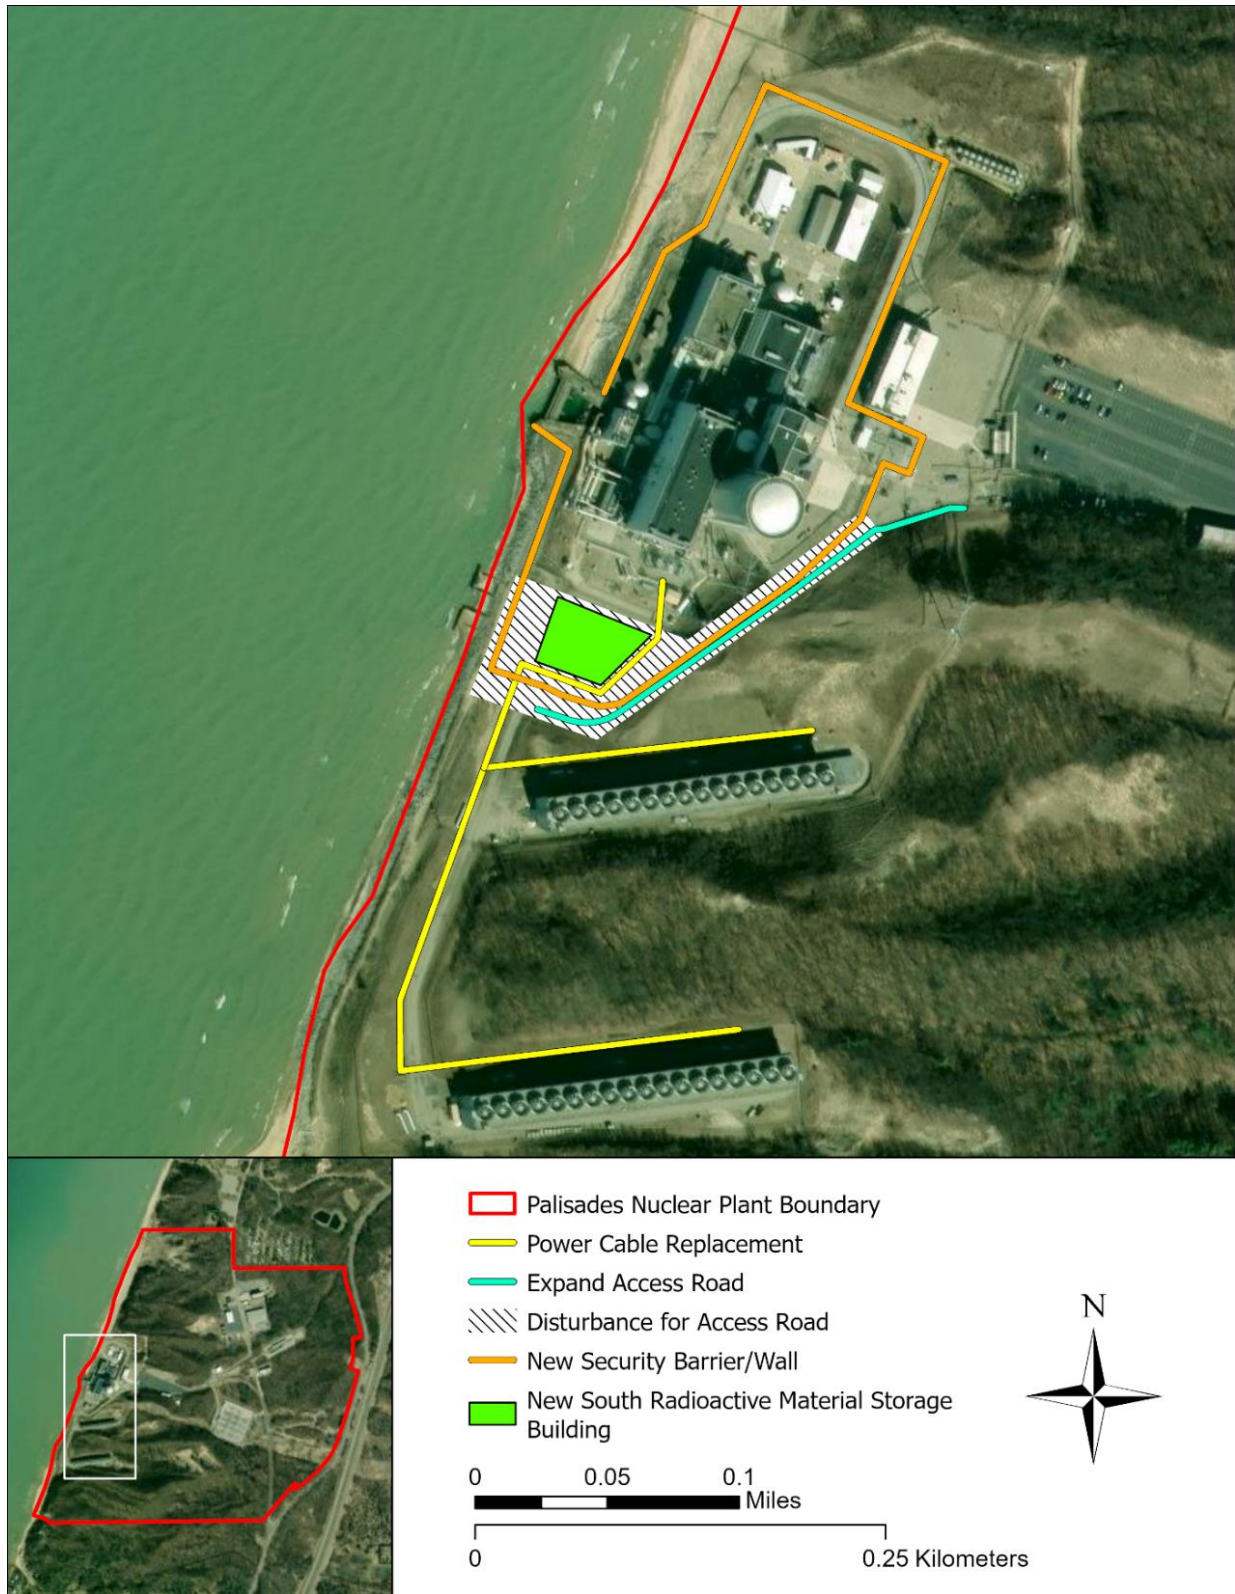 Palisades Nuclear Plant Boundary
Power Cable Replacement
Expand Access Road
Disturbance for Access Road
New Security Barrier/Wall
New South Radioactive Material Storage
Building
N
0 0.05 0.1
Miles
0 0.25 Kilometers